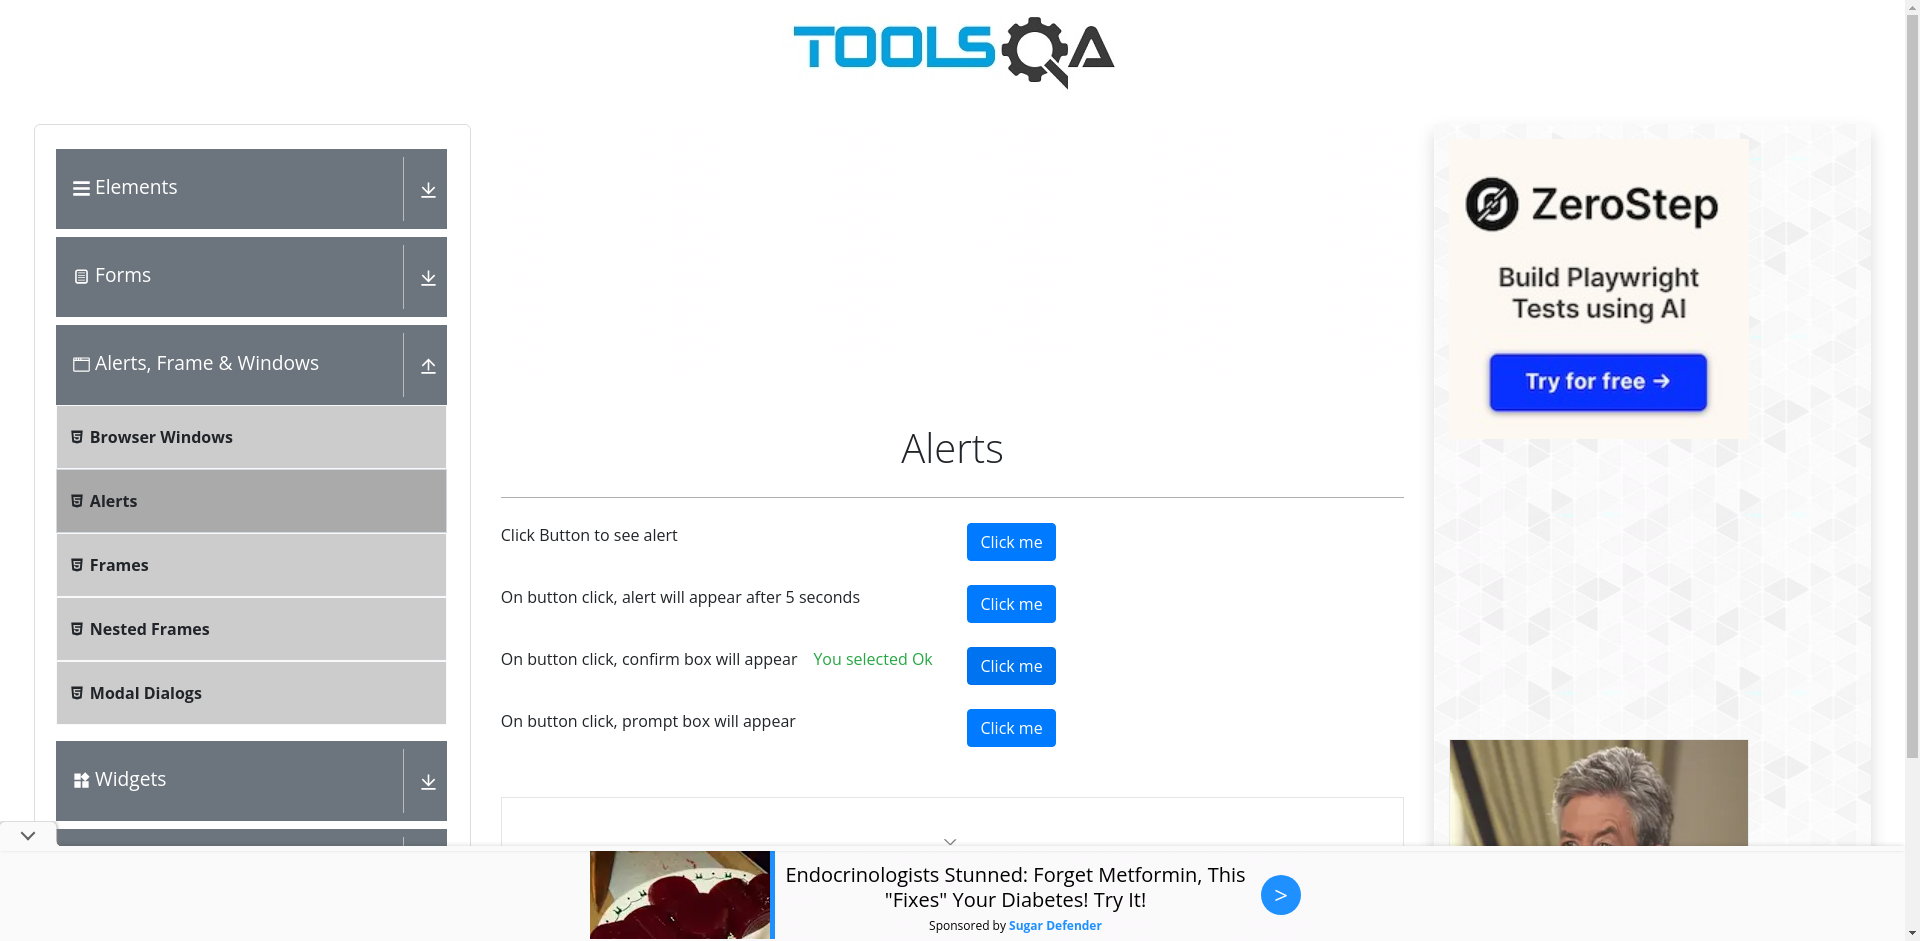 TOOLSQA
Elements
Forms
Alerts, Frame & Windows
Browser Windows
Alerts
Frames
Nested Frames
Modal Dialogs
Widgets
Alerts
Click Button to see alert
Click me
On button click, alert will appear after 5 seconds
Click me
On button click, confirm box will appear You selected Ok
Click me
On button click, prompt box will appear
Click me
ZeroStep
Build Playwright
Tests using AI
Try for free →
Endocrinologists Stunned: Forget Metformin, This
"Fixes" Your Diabetes! Try It!
Sponsored by Sugar Defender
>